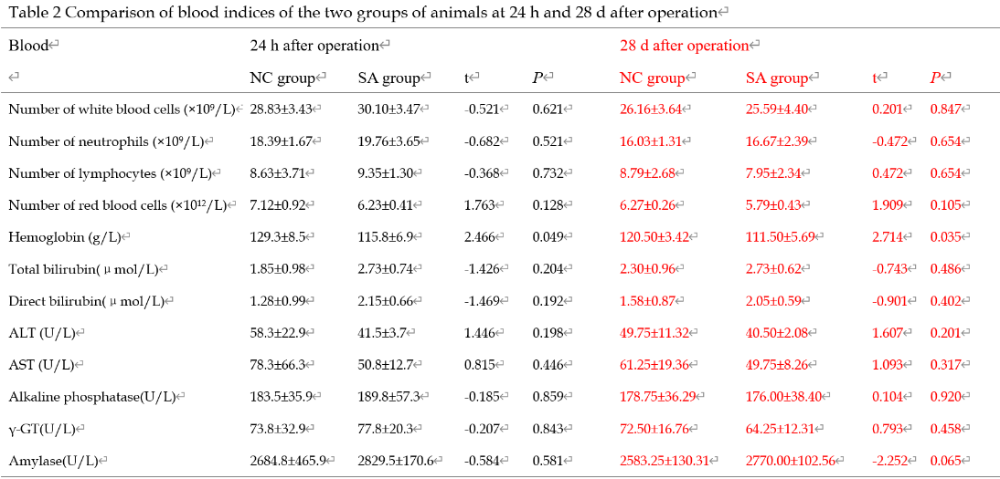 Table 2 Comparison of blood indices of the two groups of animals at 24 h and 28 d after operation↵
Blood↵ 24 h after operation↵ 28 d after operation↵
↵ NC group↵ SA group↵ t↵ P↵ NC group↵ SA group↵ t↵ P↵
Number of white blood cells (×10⁹/L)↵ 28.83±3.43↵ 30.10±3.47↵ -0.521↵ 0.621↵ 26.16±3.64↵ 25.59±4.40↵ 0.201↵ 0.847↵
Number of neutrophils (×10⁹/L)↵ 18.39±1.67↵ 19.76±3.65↵ -0.682↵ 0.521↵ 16.03±1.31↵ 16.67±2.39↵ -0.472↵ 0.654↵
Number of lymphocytes (×10⁹/L)↵ 8.63±3.71↵ 9.35±1.30↵ -0.368↵ 0.732↵ 8.79±2.68↵ 7.95±2.34↵ 0.472↵ 0.654↵
Number of red blood cells (×10¹²/L)↵ 7.12±0.92↵ 6.23±0.41↵ 1.763↵ 0.128↵ 6.27±0.26↵ 5.79±0.43↵ 1.909↵ 0.105↵
Hemoglobin (g/L)↵ 129.3±8.5↵ 115.8±6.9↵ 2.466↵ 0.049↵ 120.50±3.42↵ 111.50±5.69↵ 2.714↵ 0.035↵
Total bilirubin(μmol/L)↵ 1.85±0.98↵ 2.73±0.74↵ -1.426↵ 0.204↵ 2.30±0.96↵ 2.73±0.62↵ -0.743↵ 0.486↵
Direct bilirubin(μmol/L)↵ 1.28±0.99↵ 2.15±0.66↵ -1.469↵ 0.192↵ 1.58±0.87↵ 2.05±0.59↵ -0.901↵ 0.402↵
ALT (U/L)↵ 58.3±22.9↵ 41.5±3.7↵ 1.446↵ 0.198↵ 49.75±11.32↵ 40.50±2.08↵ 1.607↵ 0.201↵
AST (U/L)↵ 78.3±66.3↵ 50.8±12.7↵ 0.815↵ 0.446↵ 61.25±19.36↵ 49.75±8.26↵ 1.093↵ 0.317↵
Alkaline phosphatase(U/L)↵ 183.5±35.9↵ 189.8±57.3↵ -0.185↵ 0.859↵ 178.75±36.29↵ 176.00±38.40↵ 0.104↵ 0.920↵
γ-GT(U/L)↵ 73.8±32.9↵ 77.8±20.3↵ -0.207↵ 0.843↵ 72.50±16.76↵ 64.25±12.31↵ 0.793↵ 0.458↵
Amylase(U/L)↵ 2684.8±465.9↵ 2829.5±170.6↵ -0.584↵ 0.581↵ 2583.25±130.31↵ 2770.00±102.56↵ -2.252↵ 0.065↵